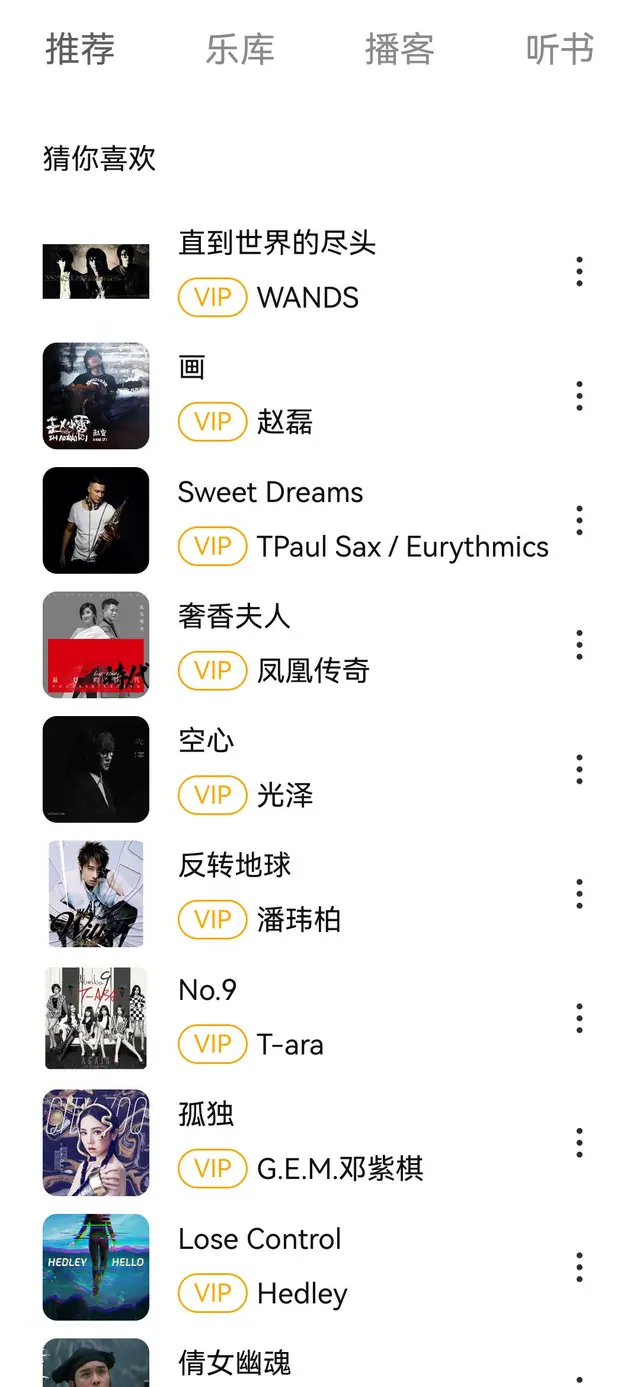 推荐 乐库 播客 听书
猜你喜欢
直到世界的尽头
VIP WANDS
画
VIP 赵磊
Sweet Dreams
VIP TPaul Sax / Eurythmics
奢香夫人
VIP 凤凰传奇
空心
VIP 光泽
反转地球
VIP 潘玮柏
No.9
T-ARA
VIP T-ara
孤独
VIP G.E.M.邓紫棋
Lose Control
HEDLEY HELLO
VIP Hedley
倩女幽魂